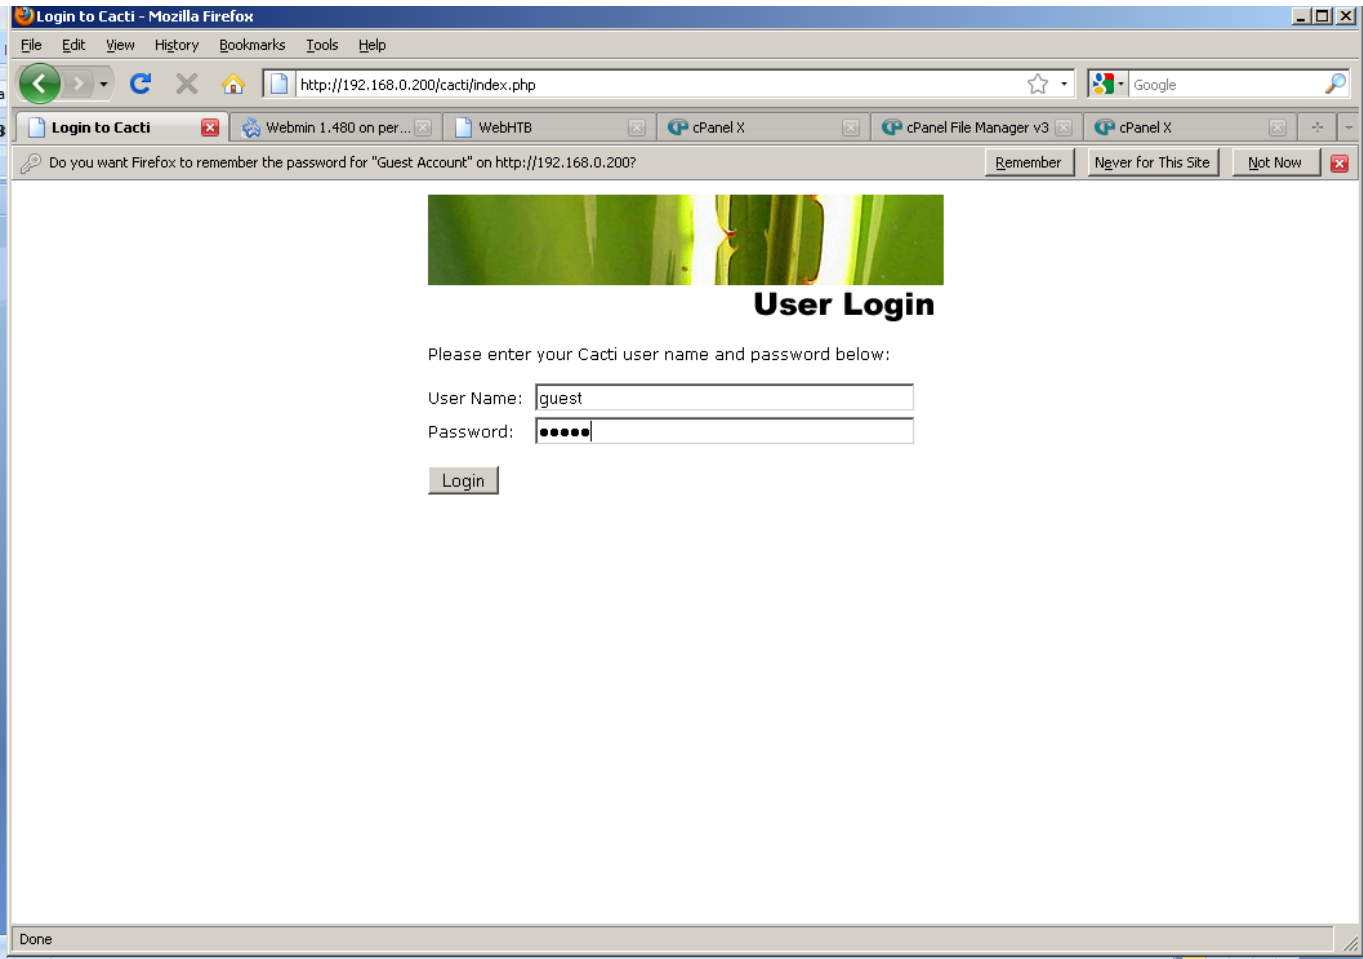 Login to Cacti - Mozilla Firefox
File Edit View History Bookmarks Tools Help
http://192.168.0.200/cacti/index.php Google
Login to Cacti Webmin 1.480 on per... WebHTB cPanel X cPanel File Manager v3 cPanel X
Do you want Firefox to remember the password for "Guest Account" on http://192.168.0.200? Remember Never for This Site Not Now
User Login
Please enter your Cacti user name and password below:
User Name: guest
Password: •••••
Login
Done